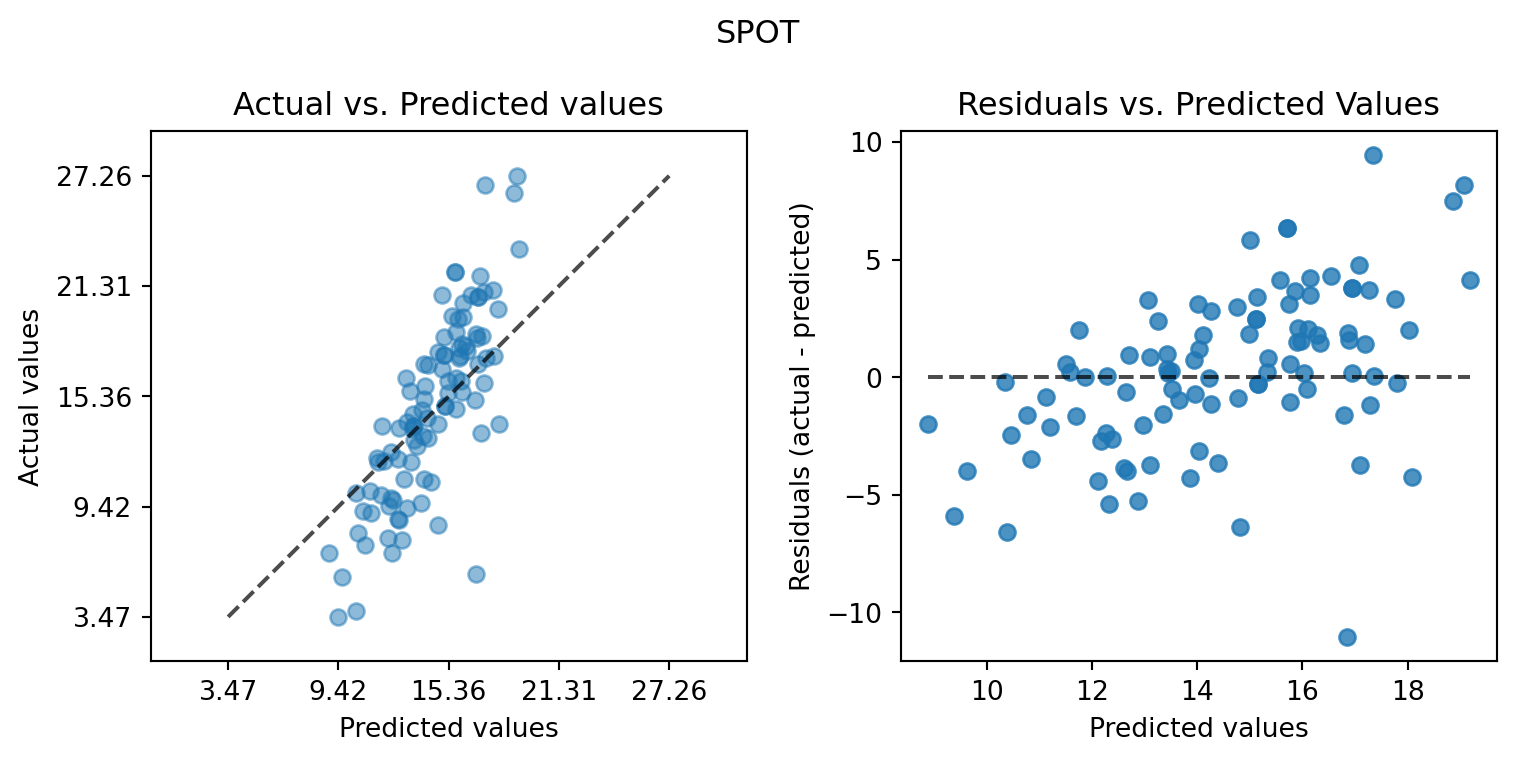 SPOT
Actual vs. Predicted values
27.26
21.31
15.36
9.42
3.47
Actual values
3.47 9.42 15.36 21.31 27.26
Predicted values
Residuals vs. Predicted Values
10
5
0
−5
−10
Residuals (actual - predicted)
10 12 14 16 18
Predicted values